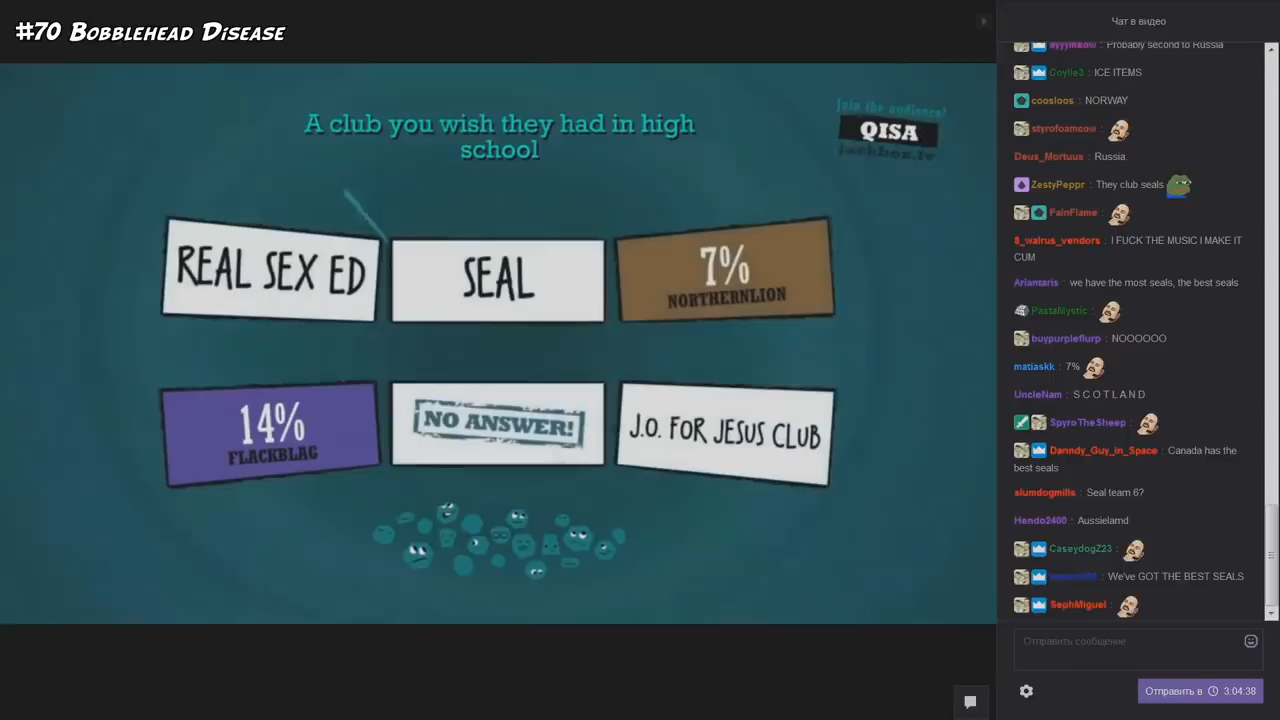 #70 BOBBLEHEAD DISEASE
A club you wish they had in high
school
Join the audience!
QISA
jackbox.tv
REAL SEX ED
SEAL
7%
NORTHERNLION
14%
FLACKBLAG
NO ANSWER!
J.O. FOR JESUS CLUB
Чат в видео
ayyymaow : Probably second to Russia
Coylie3 : ICE ITEMS
coosloos : NORWAY
styrofoamcow :
Deus_Mortuus : Russia
ZestyPeppr : They club seals
PainFlame :
8_walrus_vendors : I FUCK THE MUSIC I MAKE IT
CUM
Ariantaris : we have the most seals, the best seals
PastaMystic :
buypurpleflurp : NOOOOOO
matiaskk : 7%
UncleNam : S C O T L A N D
SpyroTheSheep :
Danndy_Guy_in_Space : Canada has the
best seals
slumdogmills : Seal team 6?
Hendo2400 : Aussielamd
CaseydogZ23 :
: We've GOT THE BEST SEALS
SephMiguel :
Отправить сообщение
Отправить в 3:04:38